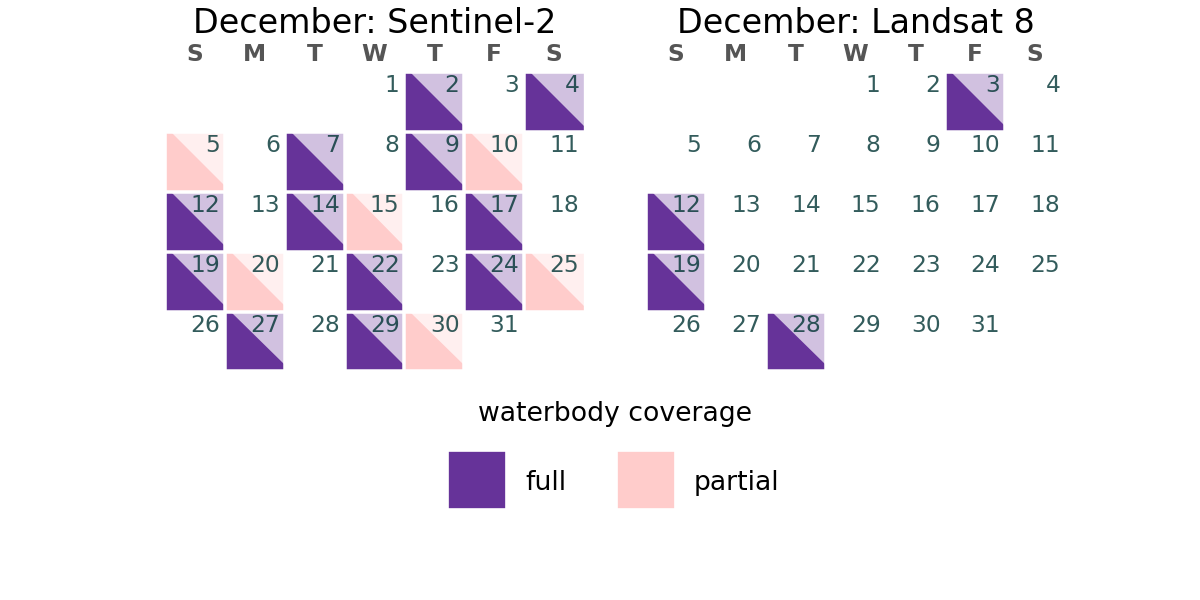 December: Sentinel-2
S M T W T F S
1 2 3 4
5 6 7 8 9 10 11
12 13 14 15 16 17 18
19 20 21 22 23 24 25
26 27 28 29 30 31
December: Landsat 8
S M T W T F S
1 2 3 4
5 6 7 8 9 10 11
12 13 14 15 16 17 18
19 20 21 22 23 24 25
26 27 28 29 30 31
waterbody coverage
full
partial